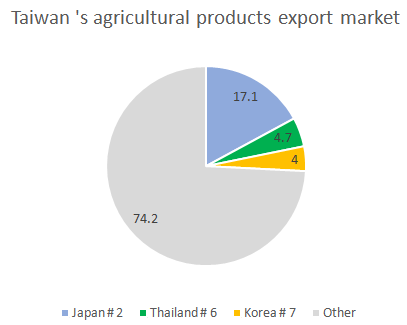 Taiwan 's agricultural products export market
17.1
4.7
4
74.2
Japan # 2 Thailand # 6 Korea # 7 Other